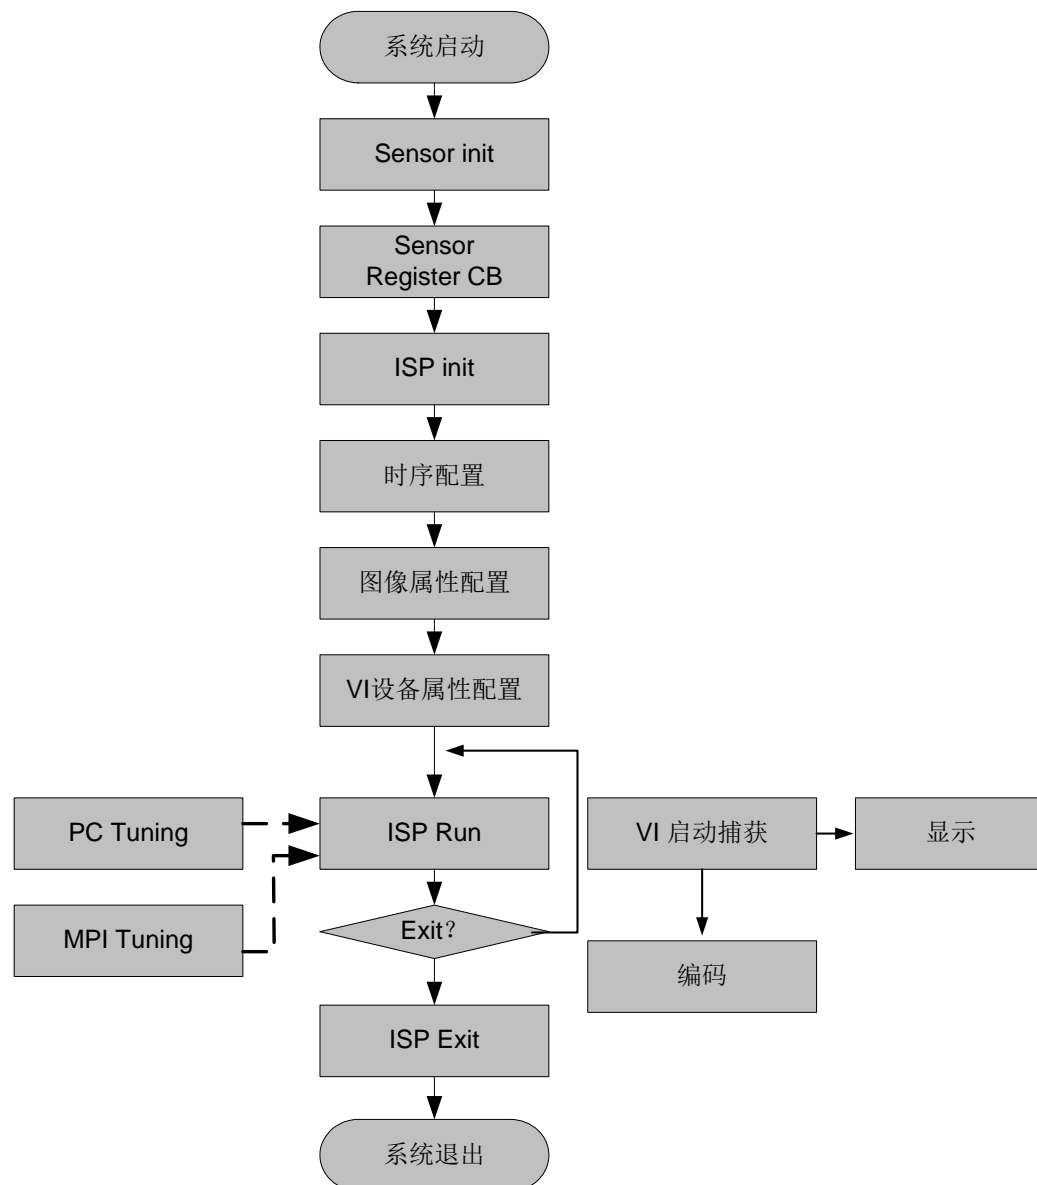 系统启动
Sensor init
Sensor
Register CB
ISP init
时序配置
图像属性配置
VI设备属性配置
PC Tuning
ISP Run
VI 启动捕获
显示
MPI Tuning
Exit？
编码
ISP Exit
系统退出